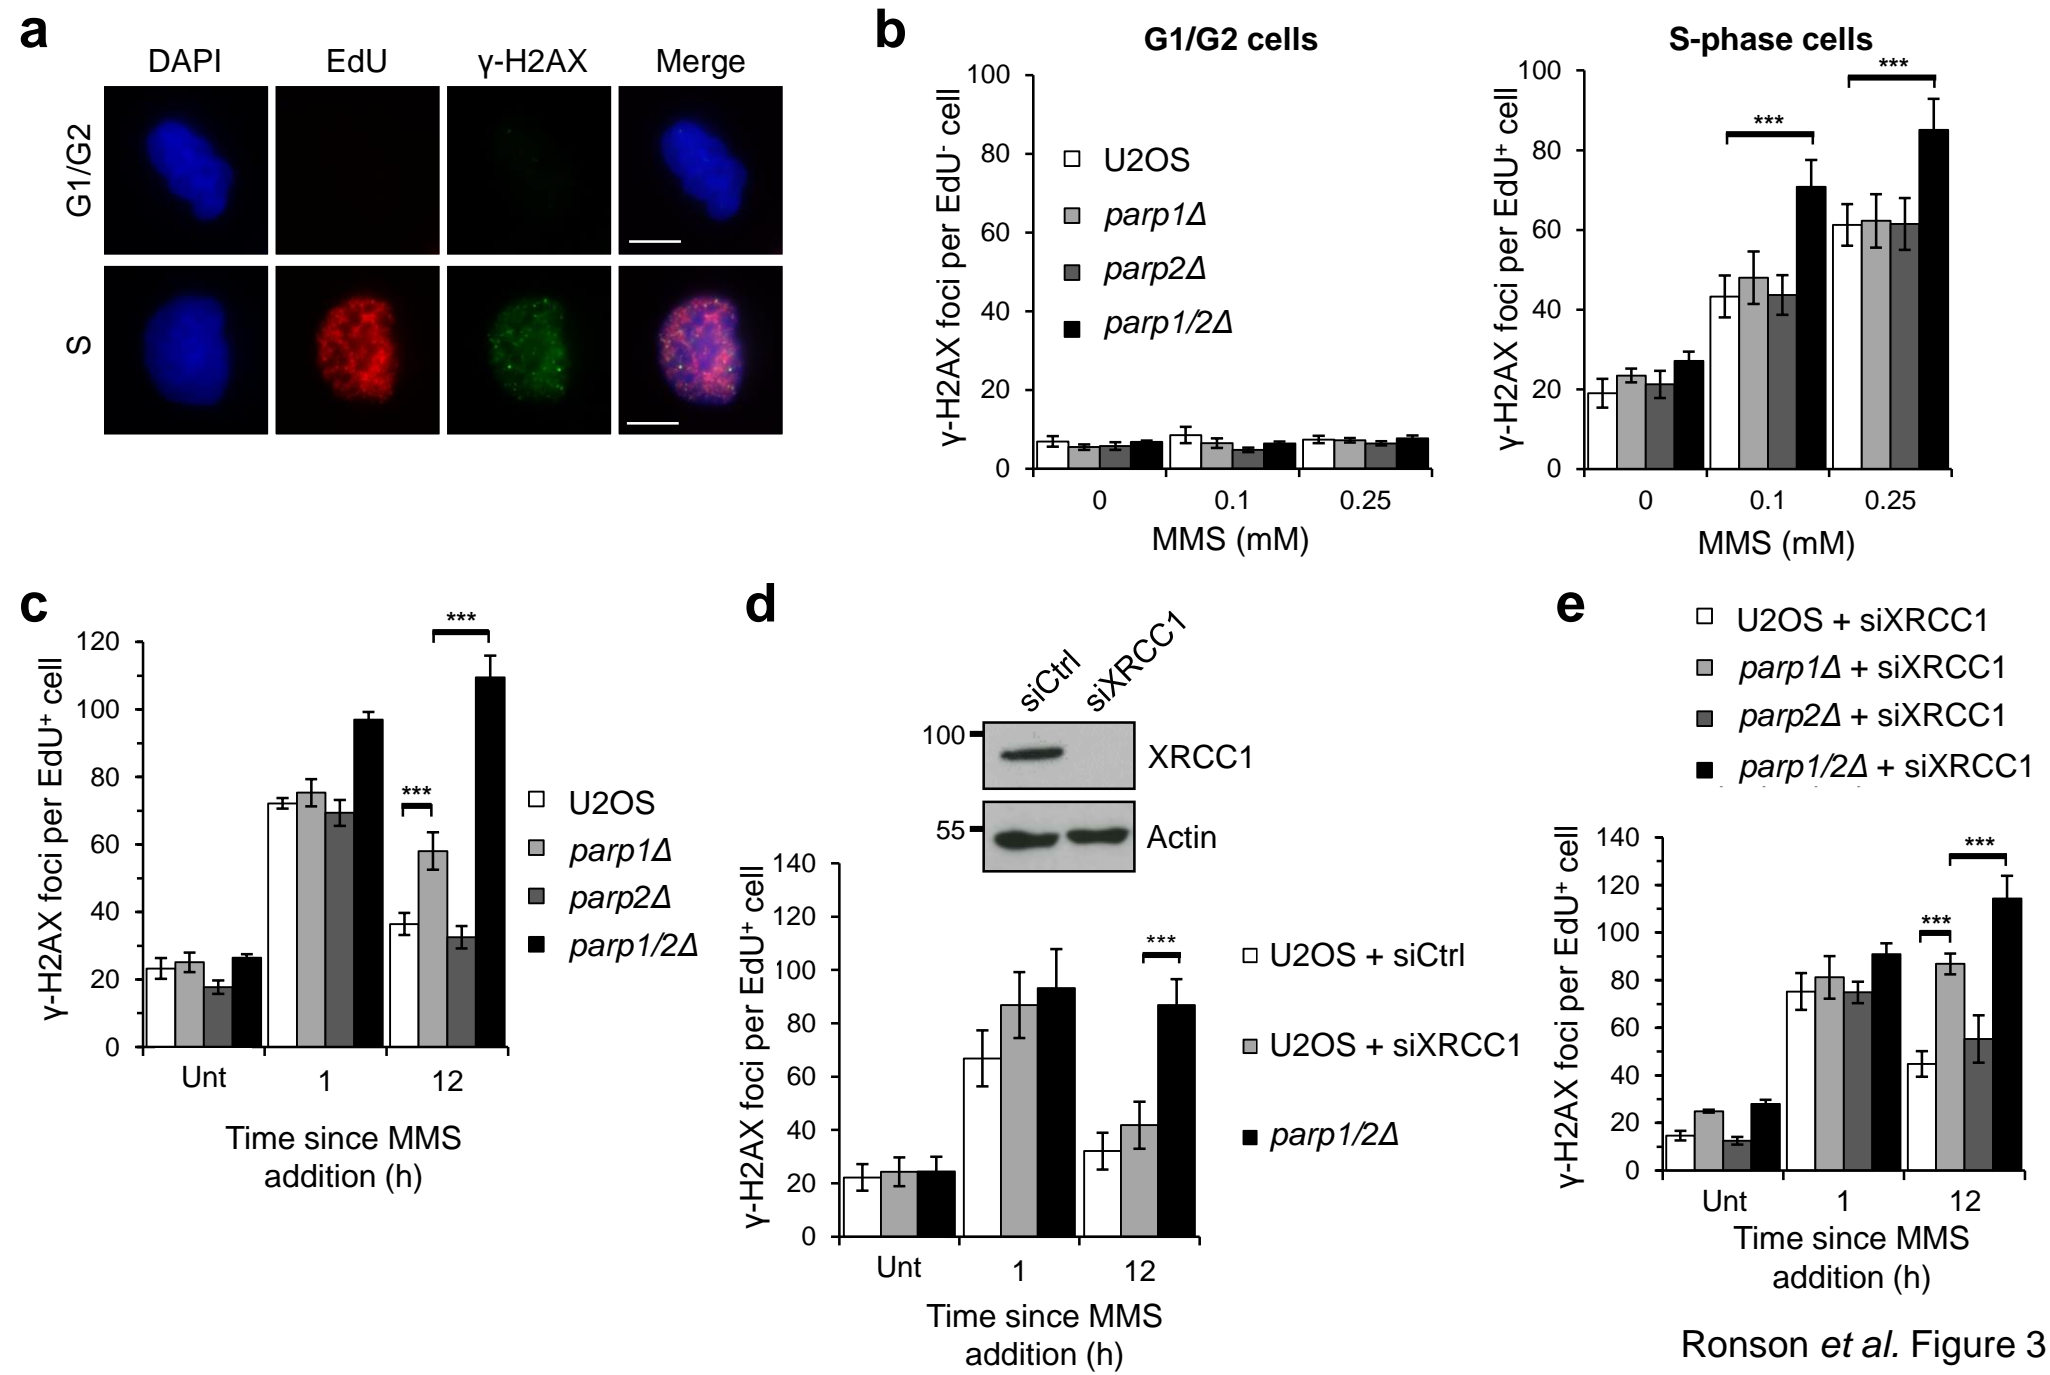 a
DAPI EdU γ-H2AX Merge
G1/G2
S
b
G1/G2 cells
γ-H2AX foci per EdU⁻ cell
100
80
60
40
20
0
U2OS
parp1Δ
parp2Δ
parp1/2Δ
0 0.1 0.25
MMS (mM)
S-phase cells
γ-H2AX foci per EdU⁺ cell
100
80
60
40
20
0
***
***
0 0.1 0.25
MMS (mM)
c
γ-H2AX foci per EdU⁺ cell
120
100
80
60
40
20
0
***
***
U2OS
parp1Δ
parp2Δ
parp1/2Δ
Unt 1 12
Time since MMS
addition (h)
d
siCtrl siXRCC1
100
XRCC1
55
Actin
γ-H2AX foci per EdU⁺ cell
140
120
100
80
60
40
20
0
***
U2OS + siCtrl
U2OS + siXRCC1
parp1/2Δ
Unt 1 12
Time since MMS
addition (h)
e
U2OS + siXRCC1
parp1Δ + siXRCC1
parp2Δ + siXRCC1
parp1/2Δ + siXRCC1
γ-H2AX foci per EdU⁺ cell
140
120
100
80
60
40
20
0
***
***
Unt 1 12
Time since MMS
addition (h)
Ronson et al. Figure 3